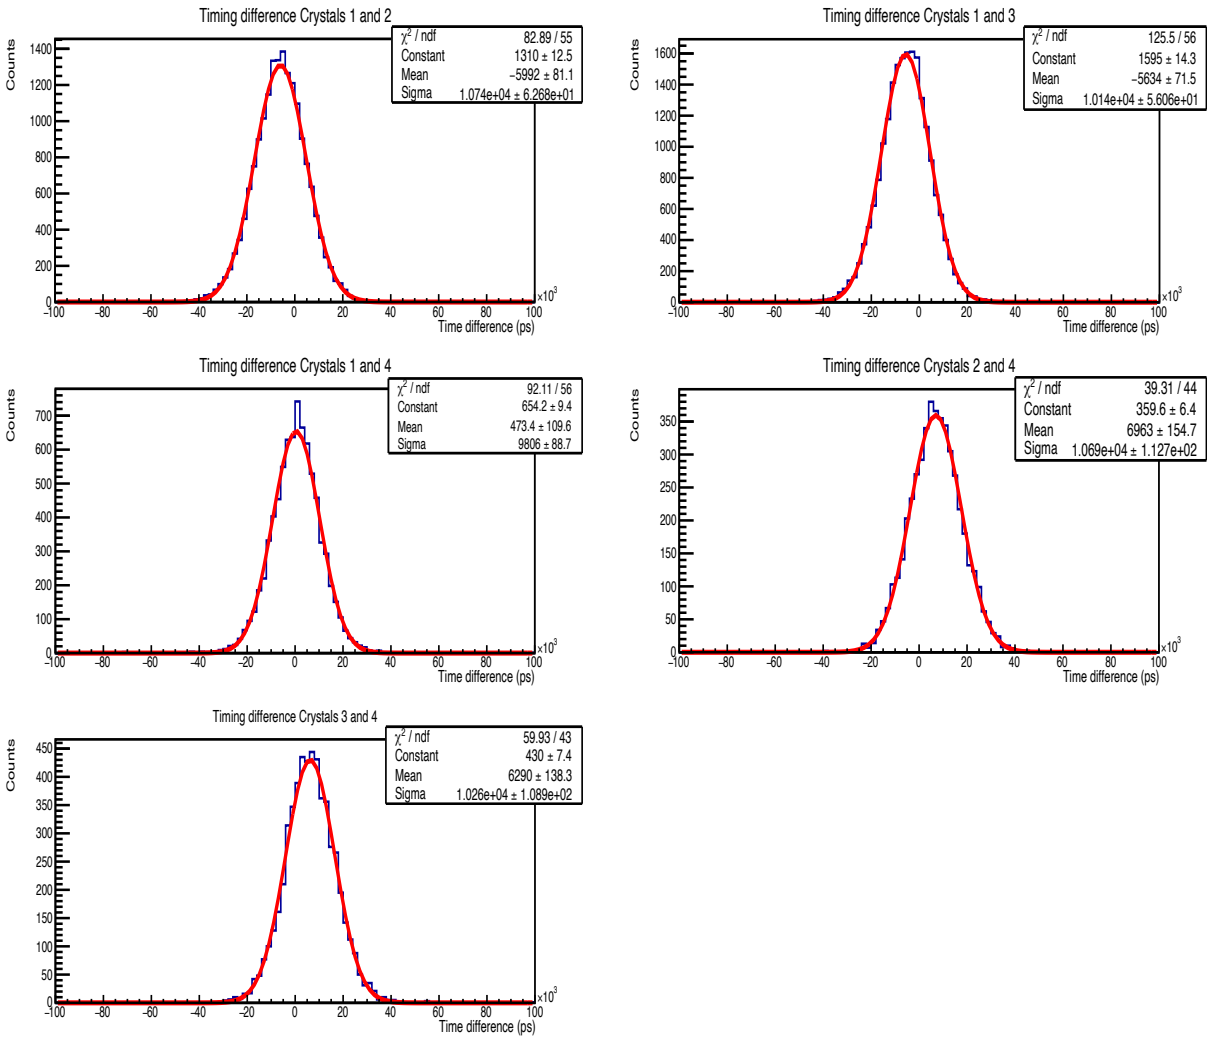 Timing difference Crystals 1 and 2
Counts
χ² / ndf 82.89 / 55
Constant 1310 ± 12.5
Mean −5992 ± 81.1
Sigma 1.074e+04 ± 6.268e+01
1400
1200
1000
800
600
400
200
0
−100 −80 −60 −40 −20 0 20 40 60 80 100
×10³
Time difference (ps)
Timing difference Crystals 1 and 3
Counts
χ² / ndf 125.5 / 56
Constant 1595 ± 14.3
Mean −5634 ± 71.5
Sigma 1.014e+04 ± 5.606e+01
1600
1400
1200
1000
800
600
400
200
0
−100 −80 −60 −40 −20 0 20 40 60 80 100
×10³
Time difference (ps)
Timing difference Crystals 1 and 4
Counts
χ² / ndf 92.11 / 56
Constant 654.2 ± 9.4
Mean 473.4 ± 109.6
Sigma 9806 ± 88.7
700
600
500
400
300
200
100
0
−100 −80 −60 −40 −20 0 20 40 60 80 100
×10³
Time difference (ps)
Timing difference Crystals 2 and 4
Counts
χ² / ndf 39.31 / 44
Constant 359.6 ± 6.4
Mean 6963 ± 154.7
Sigma 1.069e+04 ± 1.127e+02
350
300
250
200
150
100
50
0
−100 −80 −60 −40 −20 0 20 40 60 80 100
×10³
Time difference (ps)
Timing difference Crystals 3 and 4
Counts
χ² / ndf 59.93 / 43
Constant 430 ± 7.4
Mean 6290 ± 138.3
Sigma 1.026e+04 ± 1.089e+02
450
400
350
300
250
200
150
100
50
0
−100 −80 −60 −40 −20 0 20 40 60 80 100
×10³
Time difference (ps)